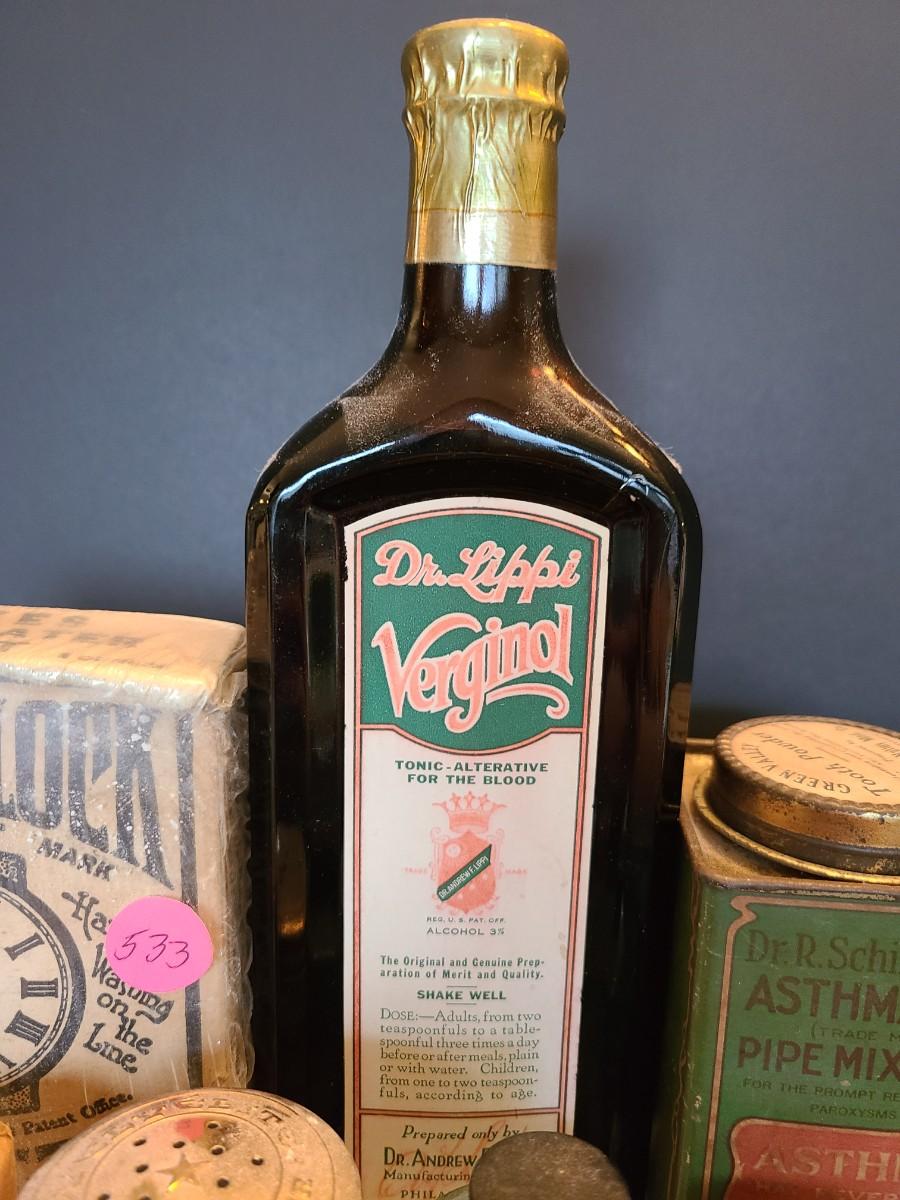 Dr. Lippi
Verginol
TONIC-ALTERATIVE
FOR THE BLOOD
TRADE MARK
DR. ANDREW F. LIPPI
REG. U.S. PAT. OFF.
ALCOHOL 3%
The Original and Genuine Prep-
aration of Merit and Quality.
SHAKE WELL
DOSE:—Adults, from two
teaspoonfuls to a table-
spoonful three times a day
before or after meals, plain
or with water. Children,
from one to two teaspoon-
fuls, according to age.
Prepared only by
DR. ANDREW
Manufacturin
PHILA
LOCK
MARK
Washing
on the
Line
Patent Office.
533
GREEN VALL
Tooth Powder
Dr. R. Schi
ASTHM
(TRADE M
PIPE MIX
FOR THE PROMPT RE
PAROXYSMS
ASTH